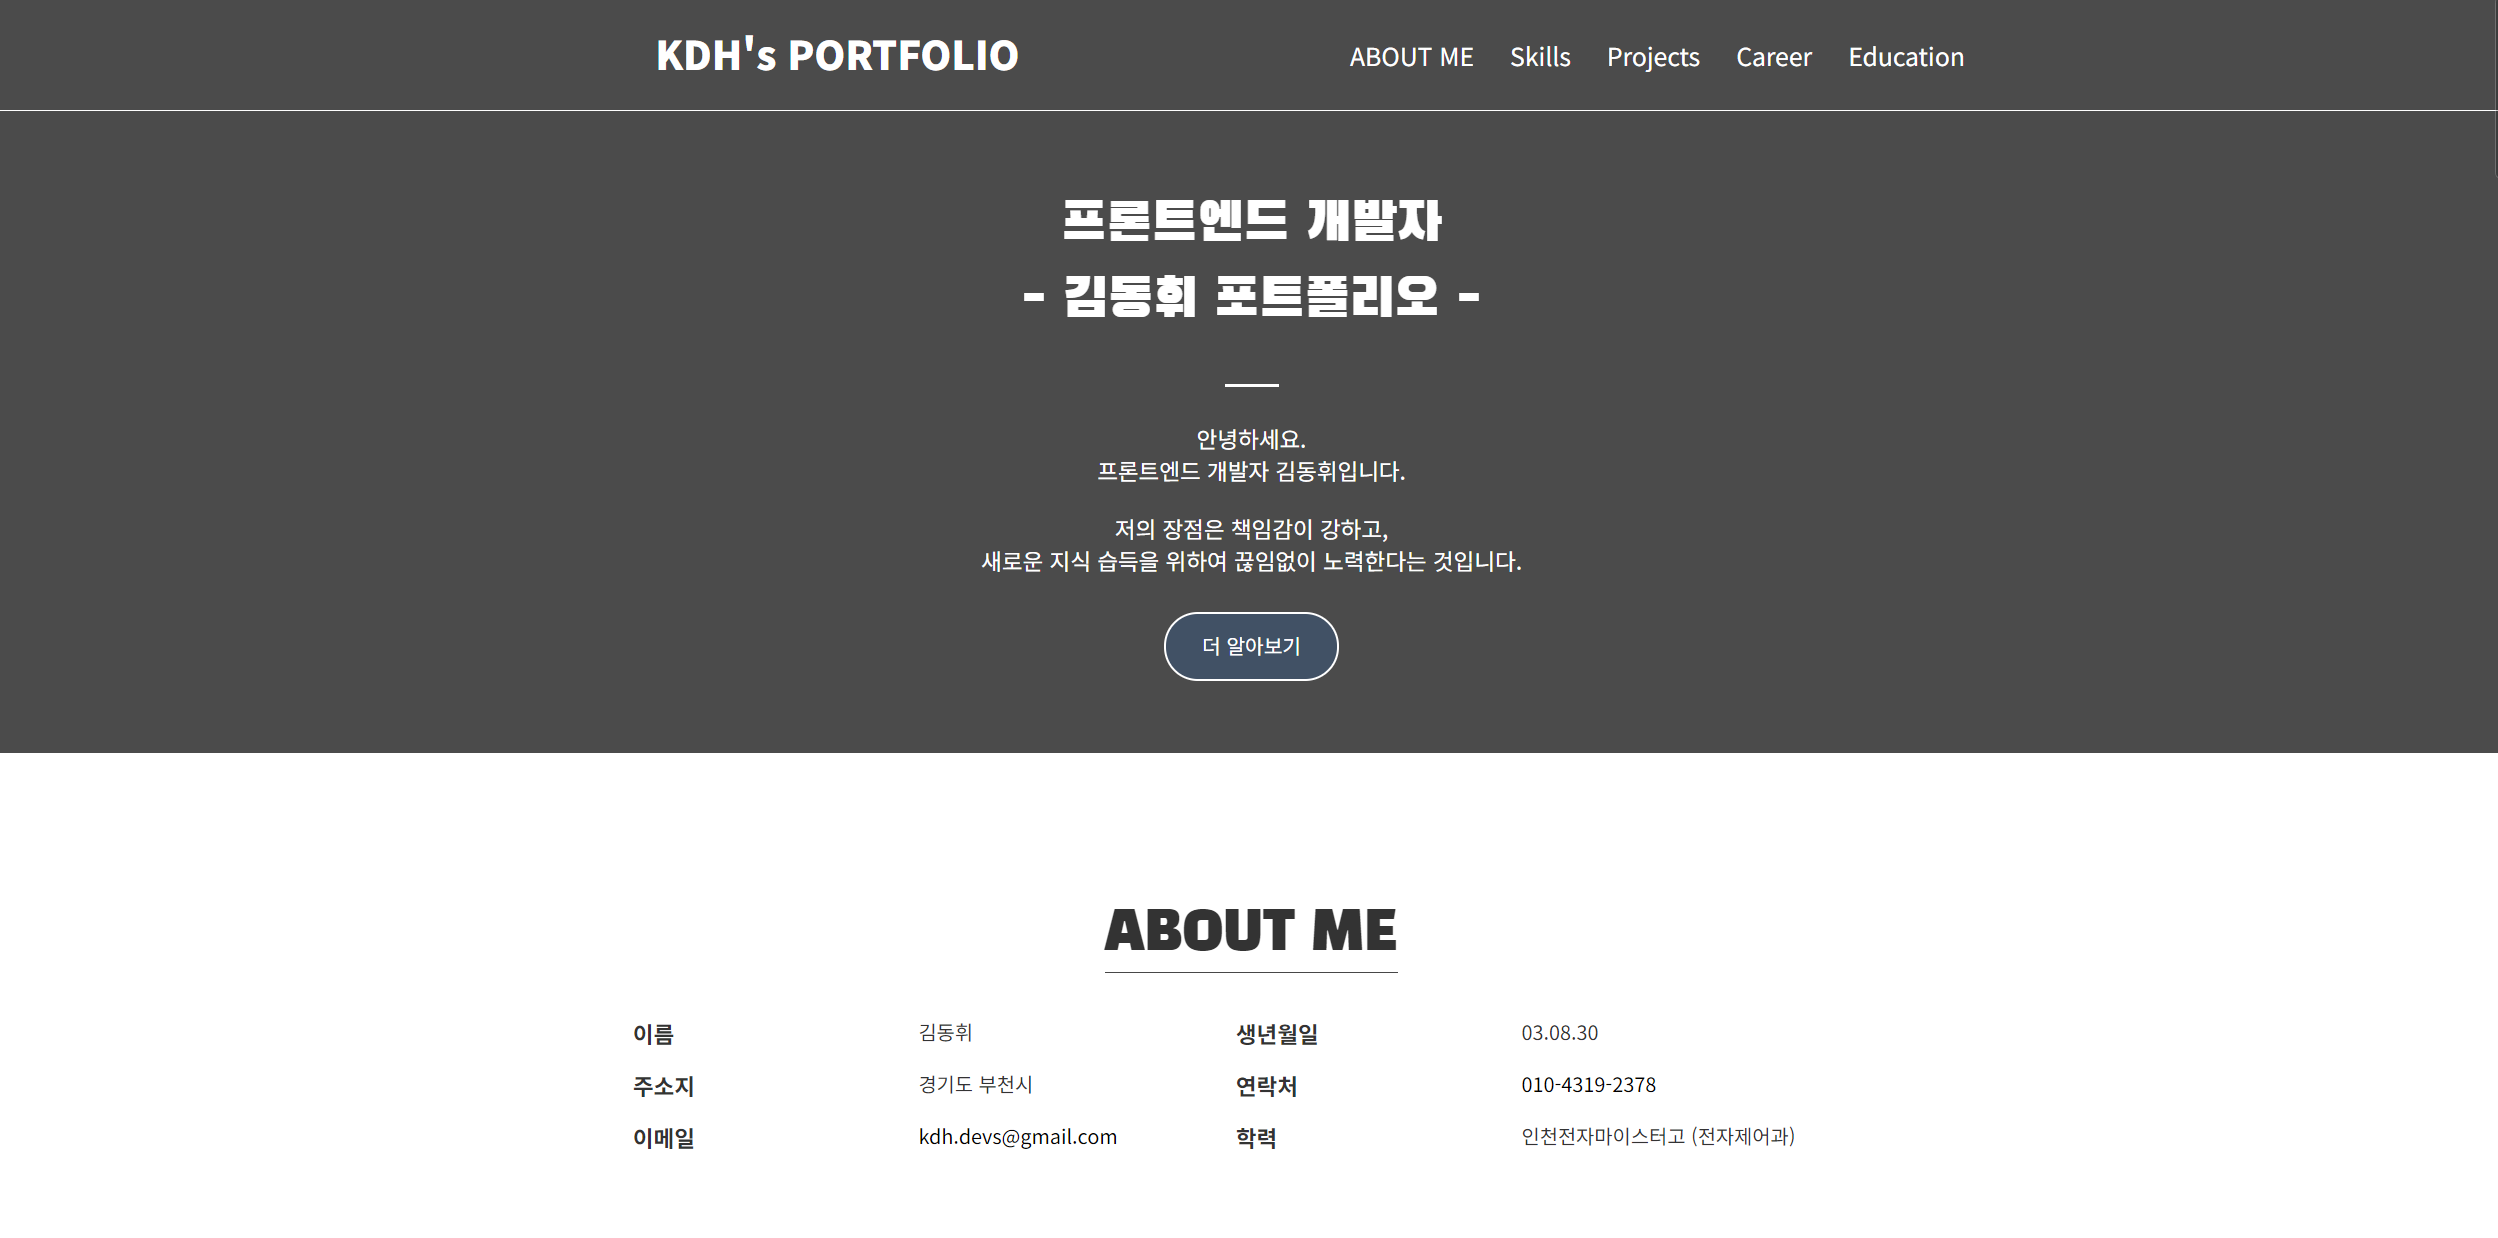 KDH's PORTFOLIO
ABOUT ME Skills Projects Career Education
프론트엔드 개발자
- 김동휘 포트폴리오 -
안녕하세요.
프론트엔드 개발자 김동휘입니다.
저의 장점은 책임감이 강하고,
새로운 지식 습득을 위하여 끊임없이 노력한다는 것입니다.
더 알아보기
ABOUT ME
이름 김동휘 생년월일 03.08.30
주소지 경기도 부천시 연락처 010-4319-2378
이메일 kdh.devs@gmail.com 학력 인천전자마이스터고 (전자제어과)